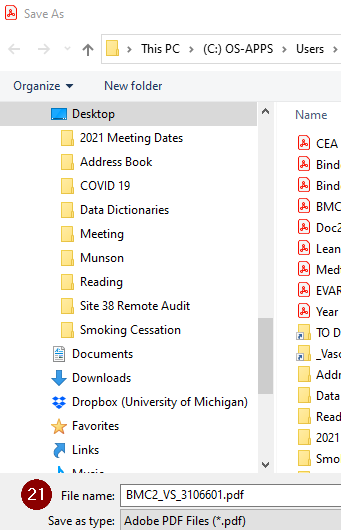 Save As
This PC > (C:) OS-APPS > Users >
Organize
New folder
Desktop
2021 Meeting Dates
Address Book
COVID 19
Data Dictionaries
Meeting
Munson
Reading
Site 38 Remote Audit
Smoking Cessation
Documents
Downloads
Dropbox (University of Michigan)
Favorites
Links
Music
Name
CEA
Bind
Bind
BMC
Doc2
Lean
Med
EVAR
Year
TO D
_Vasc
Addr
Data
Read
2021
Smo
21
File name: BMC2_VS_3106601.pdf
Save as type: Adobe PDF Files (*.pdf)